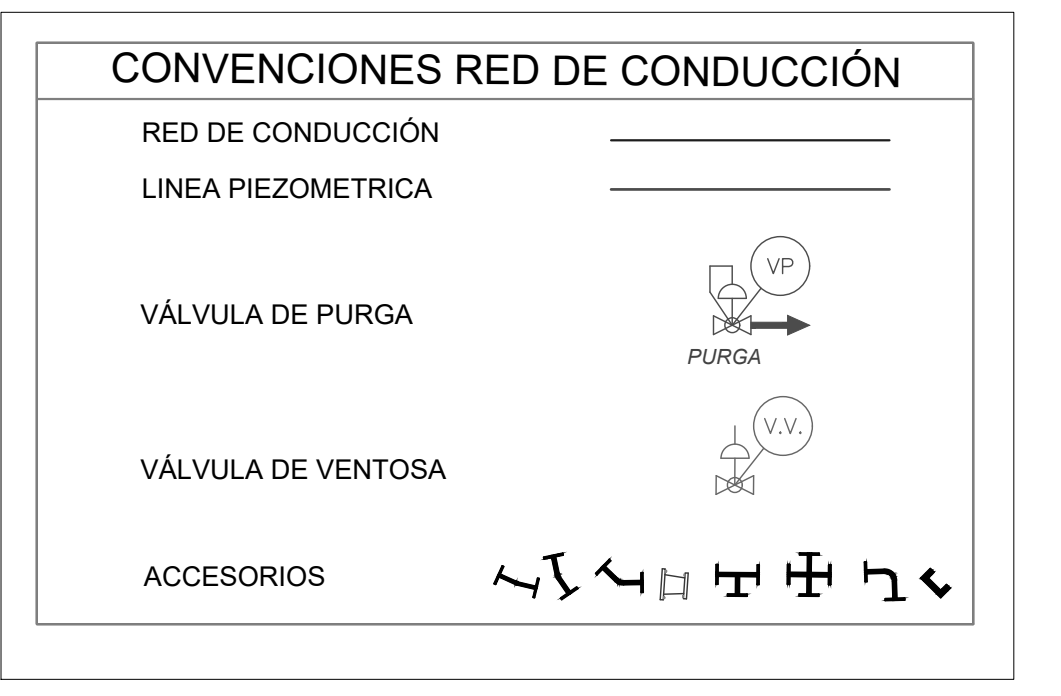 CONVENCIONES RED DE CONDUCCIÓN
RED DE CONDUCCIÓN
LINEA PIEZOMETRICA
VP
VÁLVULA DE PURGA
PURGA
V.V.
VÁLVULA DE VENTOSA
ACCESORIOS